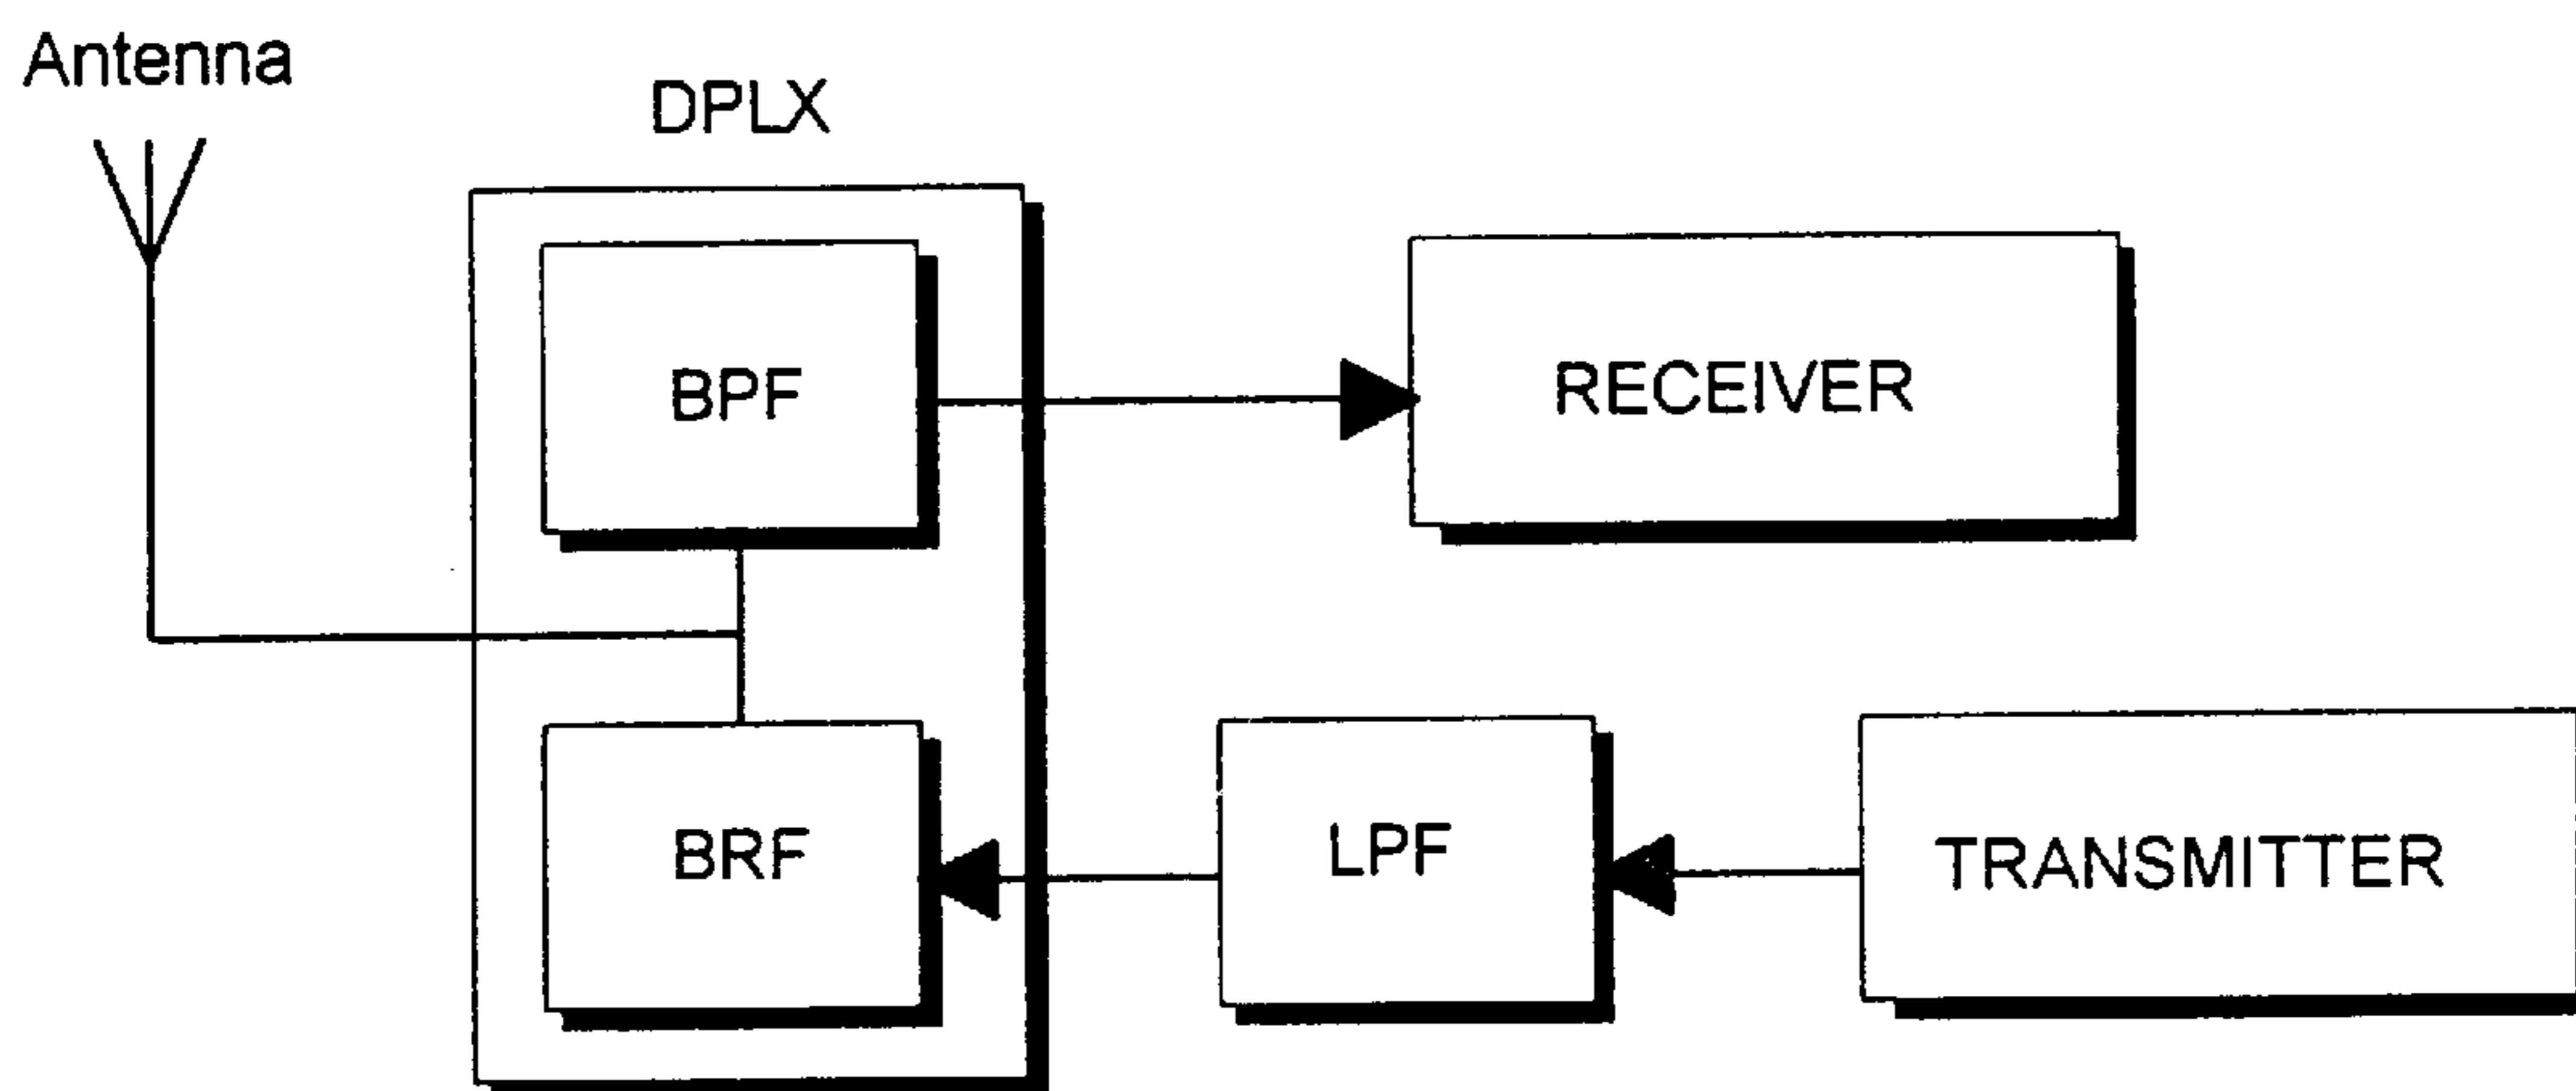 Antenna
DPLX
BPF
RECEIVER
BRF
LPF
TRANSMITTER